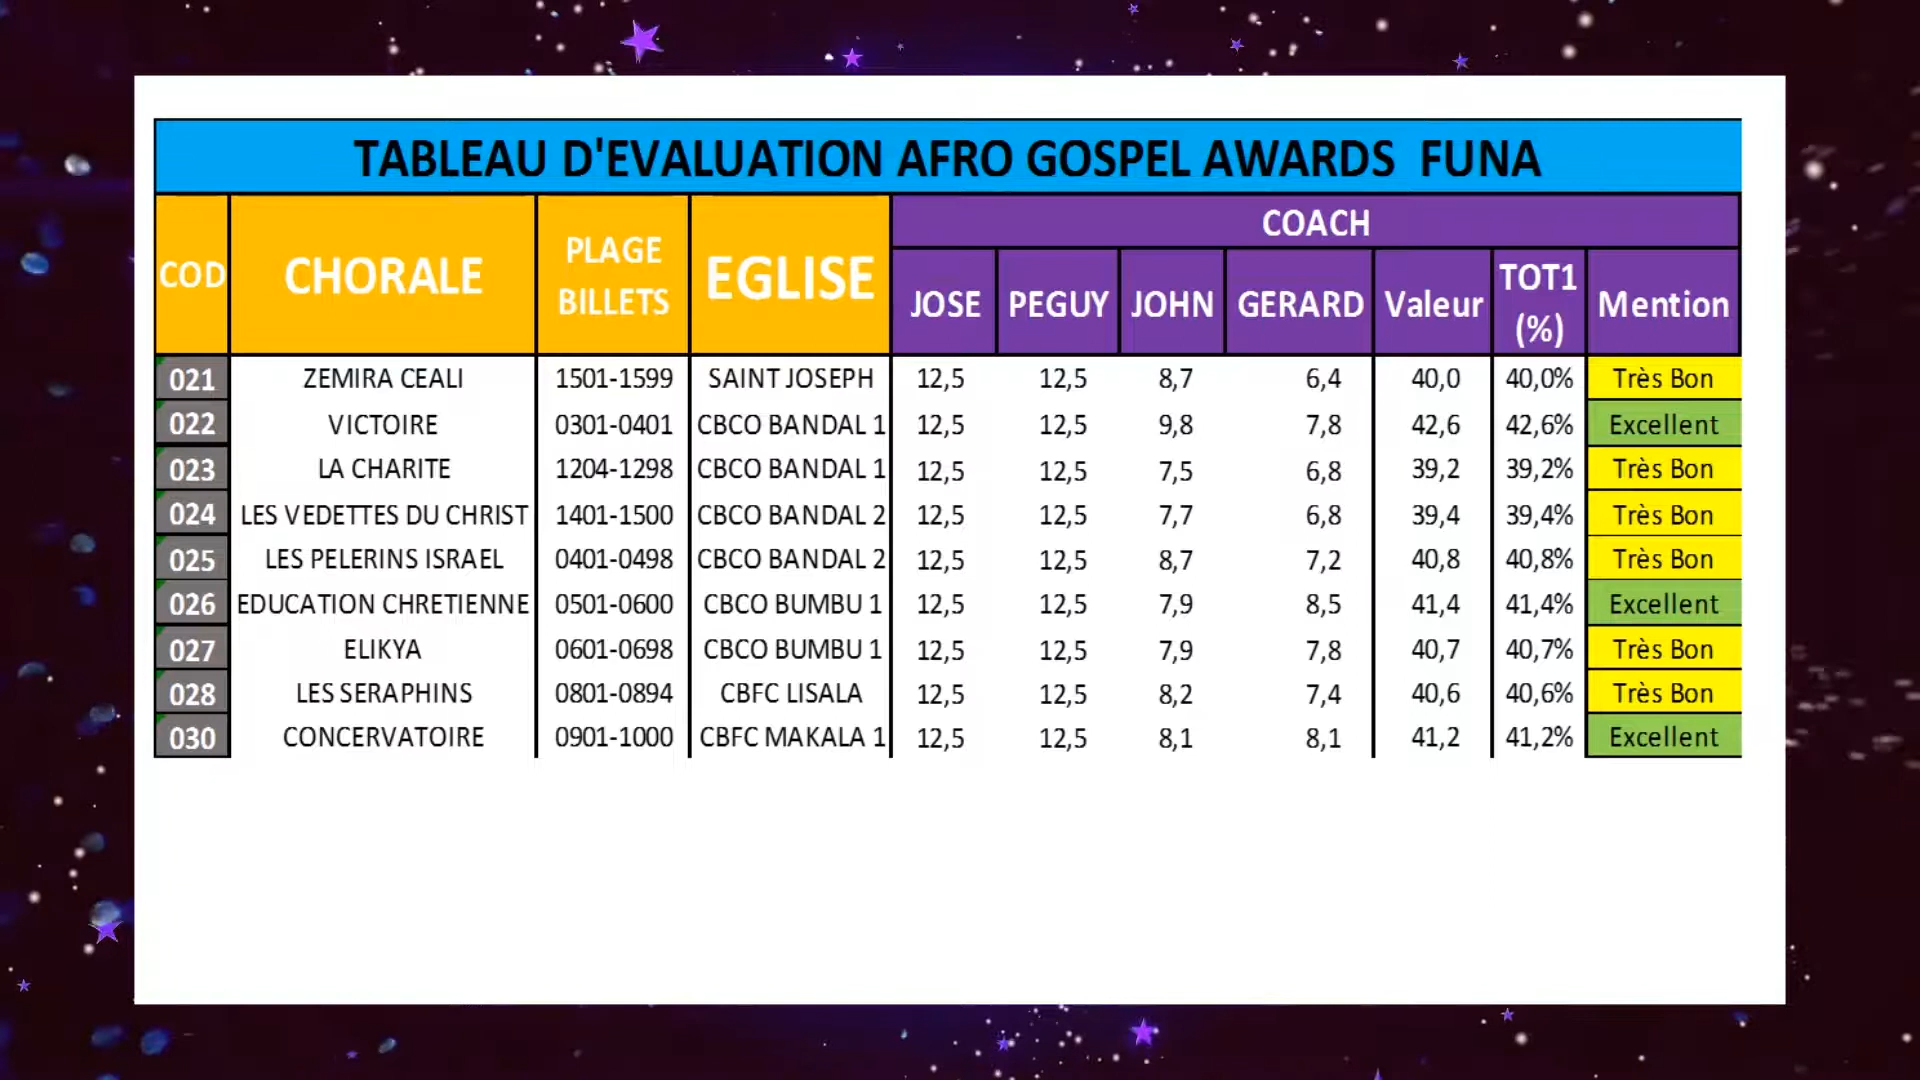 TABLEAU D'EVALUATION AFRO GOSPEL AWARDS FUNA
COD CHORALE PLAGE BILLETS EGLISE COACH
JOSE PEGUY JOHN GERARD Valeur TOT1 (%) Mention
021 ZEMIRA CEALI 1501-1599 SAINT JOSEPH 12,5 12,5 8,7 6,4 40,0 40,0% Très Bon
022 VICTOIRE 0301-0401 CBCO BANDAL 1 12,5 12,5 9,8 7,8 42,6 42,6% Excellent
023 LA CHARITE 1204-1298 CBCO BANDAL 1 12,5 12,5 7,5 6,8 39,2 39,2% Très Bon
024 LES VEDETTES DU CHRIST 1401-1500 CBCO BANDAL 2 12,5 12,5 7,7 6,8 39,4 39,4% Très Bon
025 LES PELERINS ISRAEL 0401-0498 CBCO BANDAL 2 12,5 12,5 8,7 7,2 40,8 40,8% Très Bon
026 EDUCATION CHRETIENNE 0501-0600 CBCO BUMBU 1 12,5 12,5 7,9 8,5 41,4 41,4% Excellent
027 ELIKYA 0601-0698 CBCO BUMBU 1 12,5 12,5 7,9 7,8 40,7 40,7% Très Bon
028 LES SERAPHINS 0801-0894 CBFC LISALA 12,5 12,5 8,2 7,4 40,6 40,6% Très Bon
030 CONCERVATOIRE 0901-1000 CBFC MAKALA 1 12,5 12,5 8,1 8,1 41,2 41,2% Excellent